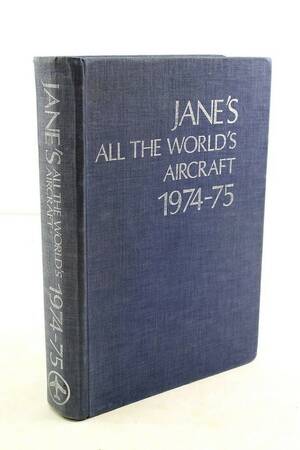 JANE'S
ALL THE WORLD'S
AIRCRAFT
1974-75
JANE'S
ALL THE WORLD'S
AIRCRAFT
1974-75